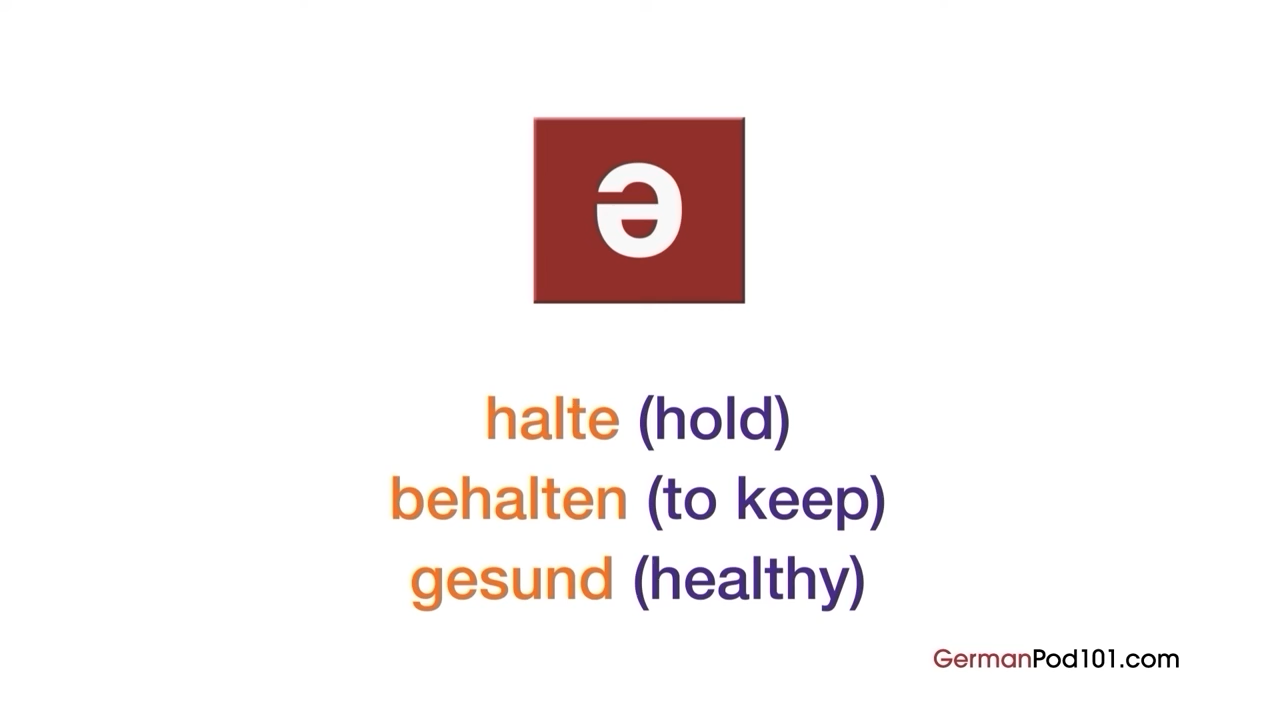 ə
halte (hold)
behalten (to keep)
gesund (healthy)
GermanPod101.com